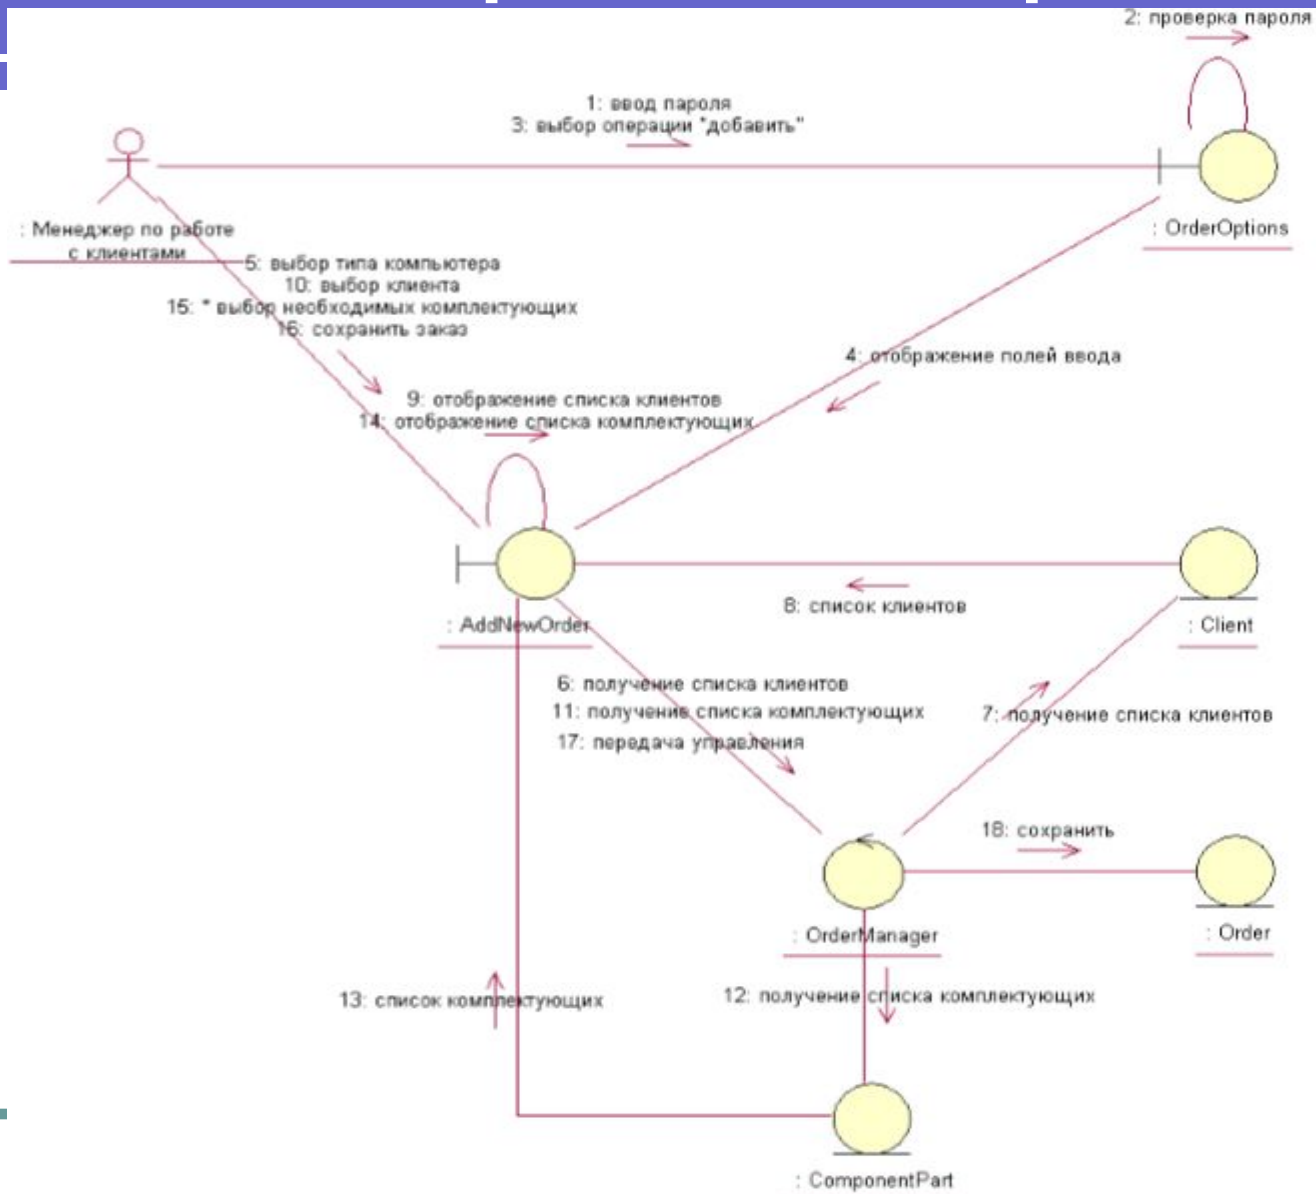 2: проверка пароля
1: ввод пароля
3: выбор операции "добавить"
: Менеджер по работе
с клиентами
: OrderOptions
5: выбор типа компьютера
10: выбор клиента
15: * выбор необходимых комплектующих
16: сохранить заказ
4: отображение полей ввода
9: отображение списка клиентов
14: отображение списка комплектующих
8: список клиентов
: AddNewOrder
: Client
6: получение списка клиентов
11: получение списка комплектующих
7: получение списка клиентов
17: передача управления
18: сохранить
: OrderManager
: Order
13: список комплектующих
12: получение списка комплектующих
: ComponentPart